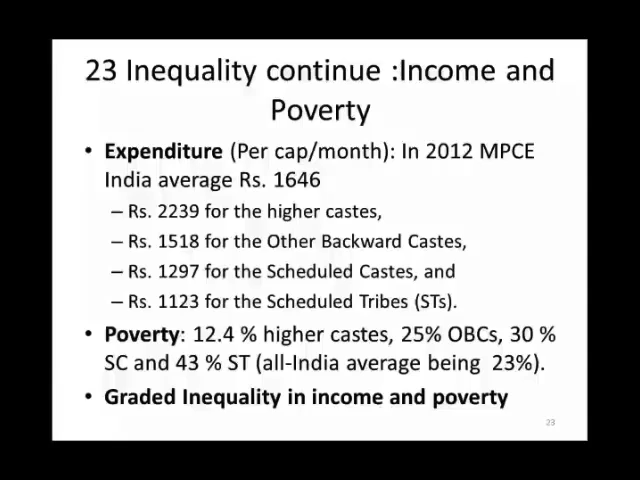 23 Inequality continue :Income and
Poverty
• Expenditure (Per cap/month): In 2012 MPCE
India average Rs. 1646
– Rs. 2239 for the higher castes,
– Rs. 1518 for the Other Backward Castes,
– Rs. 1297 for the Scheduled Castes, and
– Rs. 1123 for the Scheduled Tribes (STs).
• Poverty: 12.4 % higher castes, 25% OBCs, 30 %
SC and 43 % ST (all-India average being 23%).
• Graded Inequality in income and poverty
23